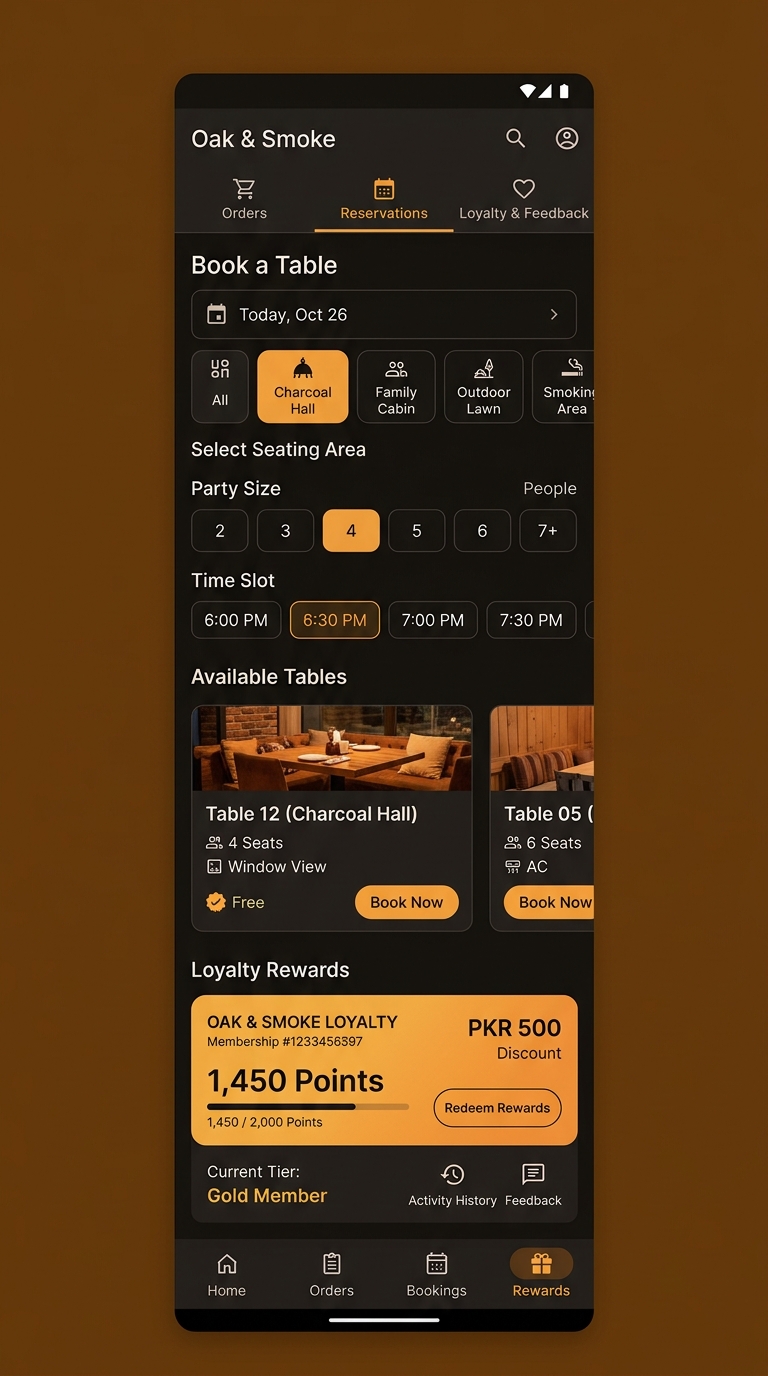 Oak & Smoke
Orders
Reservations
Loyalty & Feedback
Book a Table
Today, Oct 26
All
Charcoal
Hall
Family
Cabin
Outdoor
Lawn
Smoking
Area
Select Seating Area
Party Size
People
2
3
4
5
6
7+
Time Slot
6:00 PM
6:30 PM
7:00 PM
7:30 PM
Available Tables
Table 12 (Charcoal Hall)
4 Seats
Window View
Free
Book Now
Table 05 (
6 Seats
AC
Book Now
Loyalty Rewards
OAK & SMOKE LOYALTY
Membership #1233456897
1,450 Points
1,450 / 2,000 Points
PKR 500
Discount
Redeem Rewards
Current Tier:
Gold Member
Activity History
Feedback
Home
Orders
Bookings
Rewards